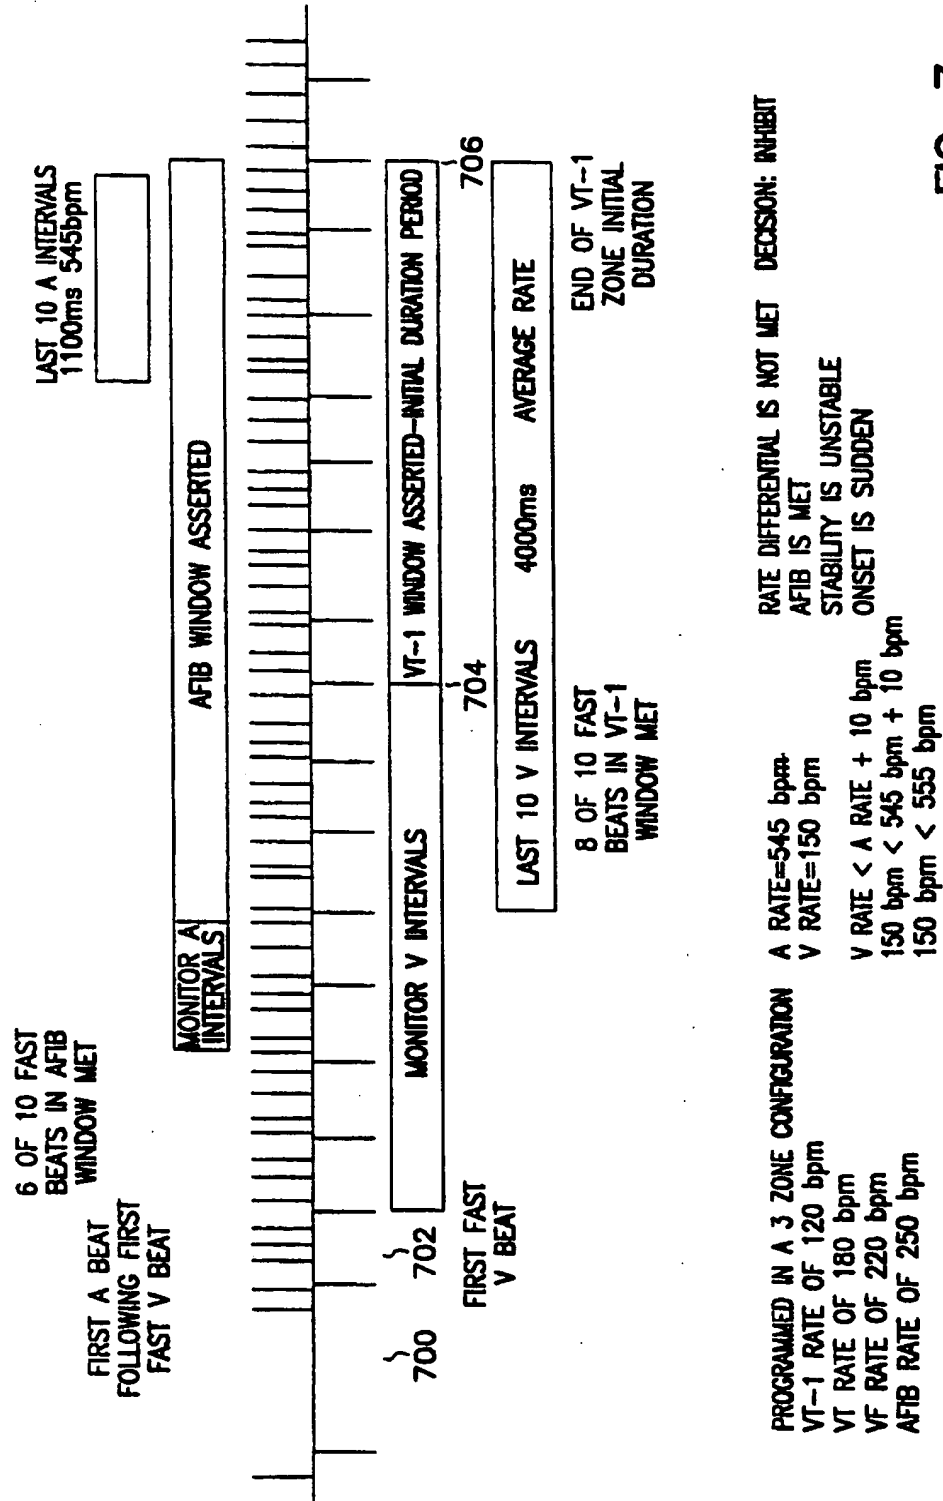 FIRST A BEAT
FOLLOWING FIRST
FAST V BEAT
6 OF 10 FAST
BEATS IN AFIB
WINDOW MET
LAST 10 A INTERVALS
1100ms 545bpm
MONITOR A
INTERVALS
AFIB WINDOW ASSERTED
700
702
FIRST FAST
V BEAT
MONITOR V INTERVALS
VT-1 WINDOW ASSERTED-INITIAL DURATION PERIOD
704
706
LAST 10 V INTERVALS 4000ms AVERAGE RATE
8 OF 10 FAST
BEATS IN VT-1
WINDOW MET
END OF VT-1
ZONE INITIAL
DURATION
PROGRAMMED IN A 3 ZONE CONFIGURATION
VT-1 RATE OF 120 bpm
VT RATE OF 180 bpm
VF RATE OF 220 bpm
AFIB RATE OF 250 bpm
A RATE=545 bpm
V RATE=150 bpm
V RATE < A RATE + 10 bpm
150 bpm < 545 bpm + 10 bpm
150 bpm < 555 bpm
RATE DIFFERENTIAL IS NOT MET DECISION: INHIBIT
AFIB IS MET
STABILITY IS UNSTABLE
ONSET IS SUDDEN